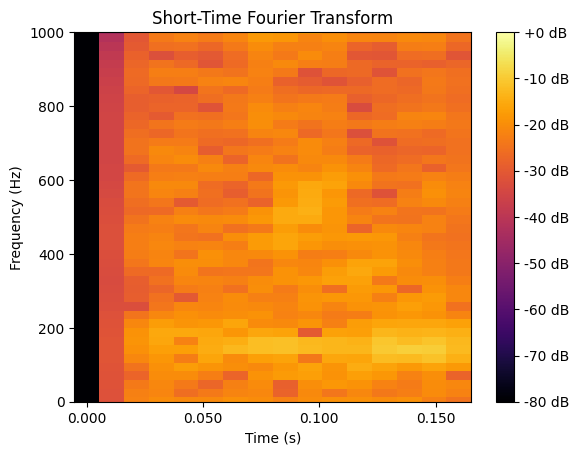 Short-Time Fourier Transform
1000
800
600
400
200
0
Frequency (Hz)
0.000
0.050
0.100
0.150
Time (s)
+0 dB
-10 dB
-20 dB
-30 dB
-40 dB
-50 dB
-60 dB
-70 dB
-80 dB